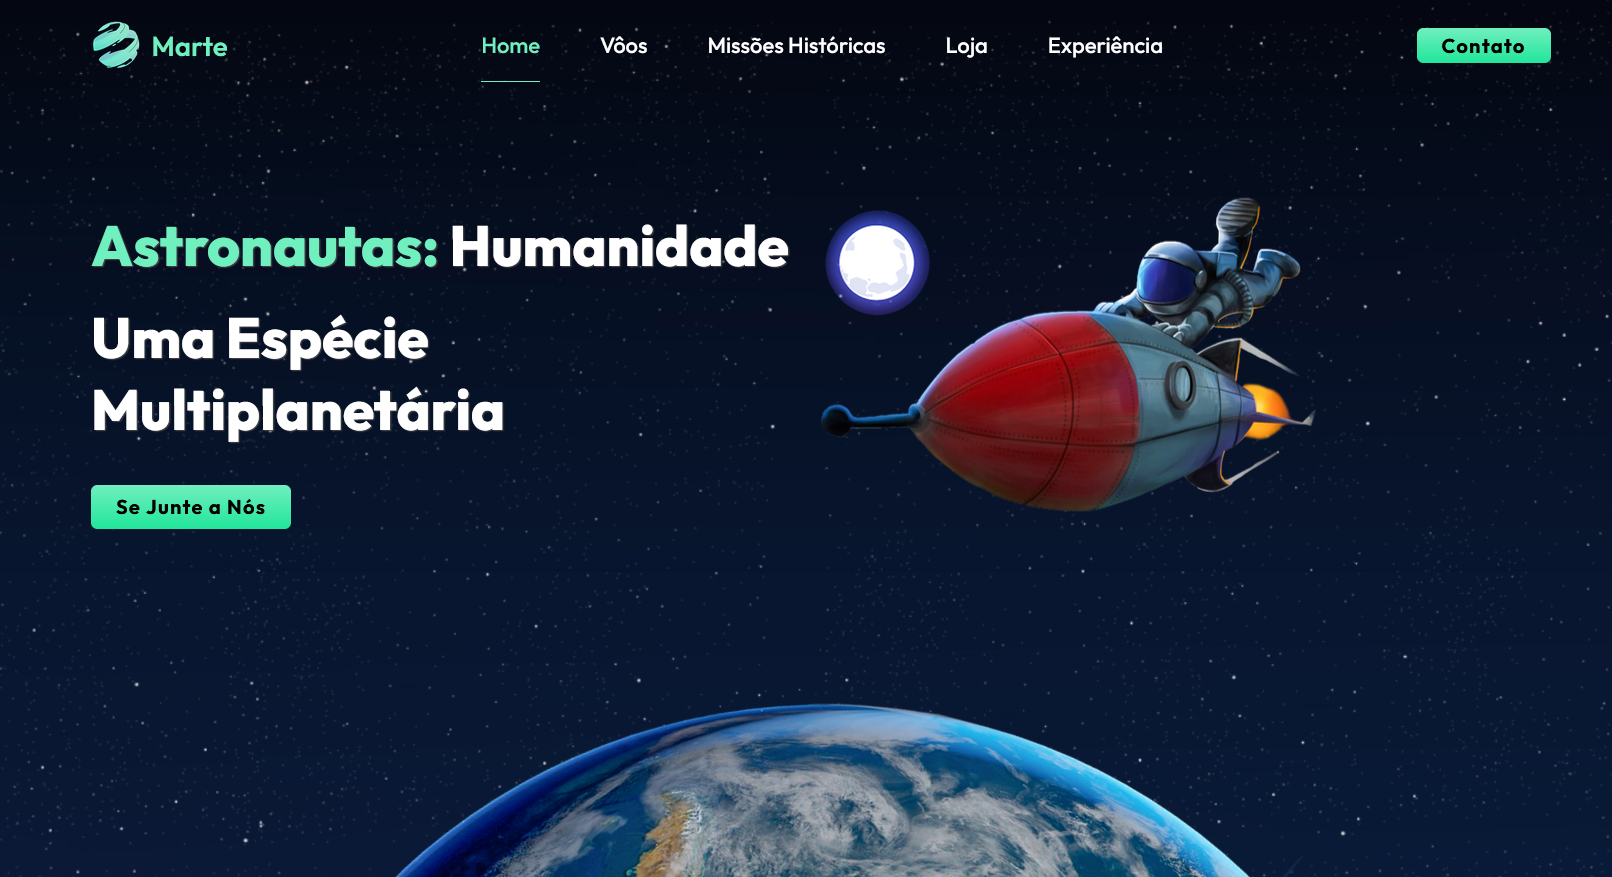 Marte
Home Vôos Missões Históricas Loja Experiência
Contato
Astronautas: Humanidade
Uma Espécie
Multiplanetária
Se Junte a Nós